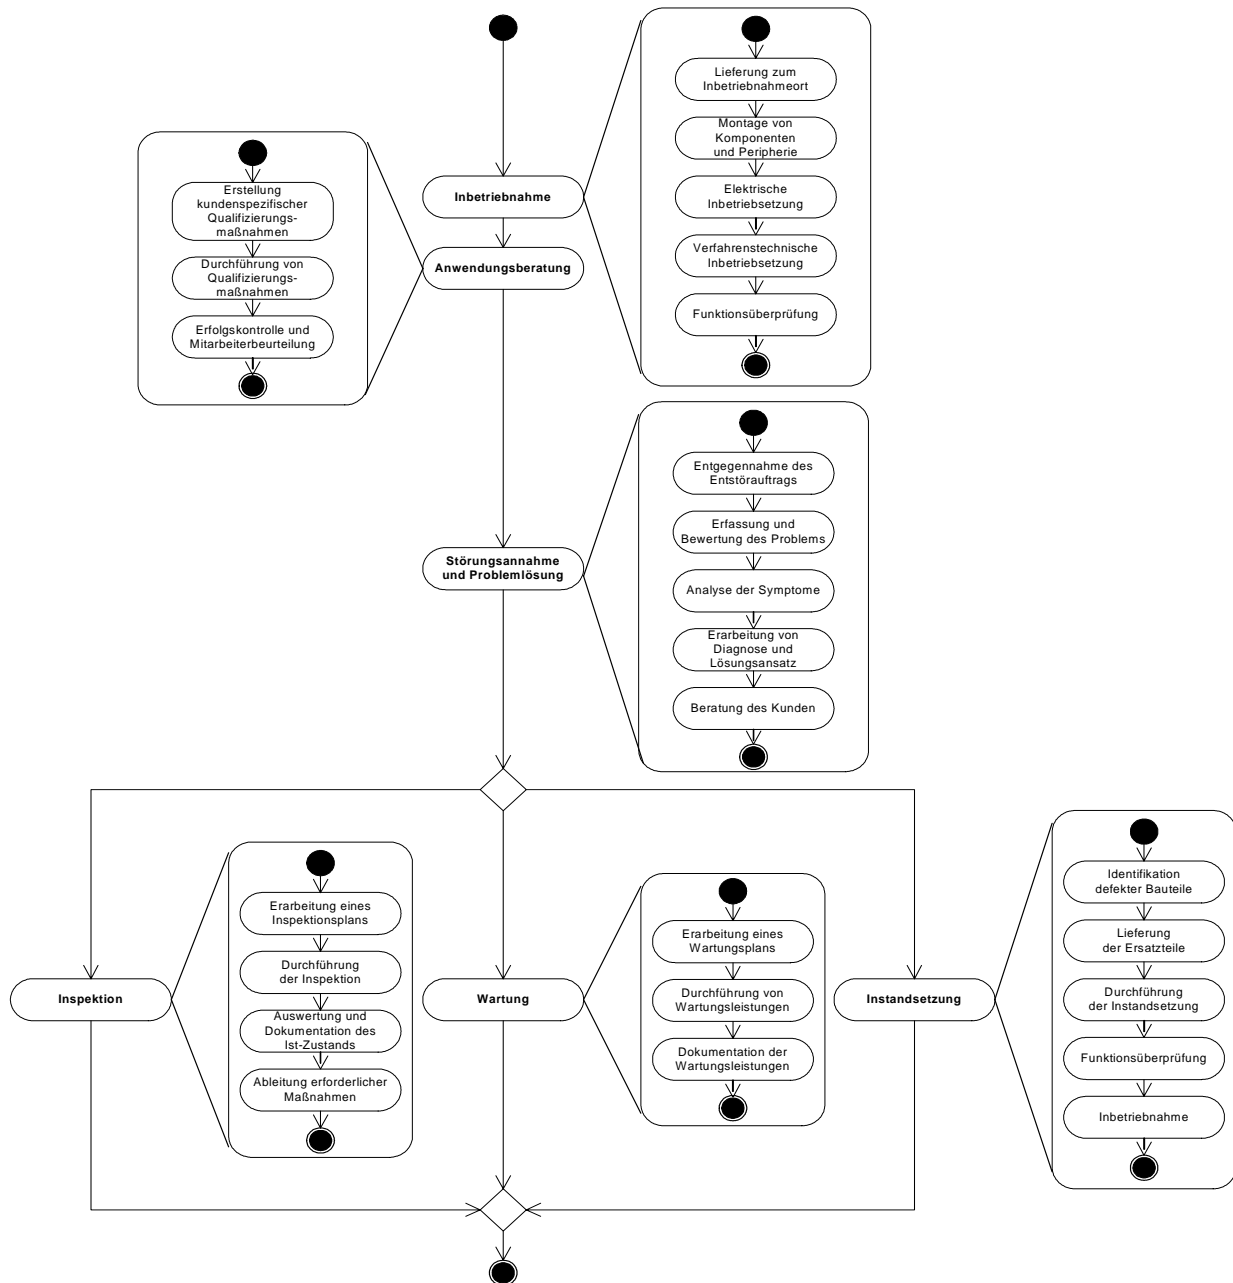 Lieferung zum
Inbetriebnahmeort
Montage von
Komponenten
und Peripherie
Elektrische
Inbetriebsetzung
Verfahrenstechnische
Inbetriebsetzung
Funktionsüberprüfung
Erstellung
kundenspezifischer
Qualifizierungs-
maßnahmen
Durchführung von
Qualifizierungs-
maßnahmen
Erfolgskontrolle und
Mitarbeiterbeurteilung
Inbetriebnahme
Anwendungsberatung
Entgegennahme des
Entstörauftrags
Erfassung und
Bewertung des Problems
Analyse der Symptome
Erarbeitung von
Diagnose und
Lösungsansatz
Beratung des Kunden
Störungsannahme
und Problemlösung
Inspektion
Erarbeitung eines
Inspektionsplans
Durchführung
der Inspektion
Auswertung und
Dokumentation des
Ist-Zustands
Ableitung erforderlicher
Maßnahmen
Wartung
Erarbeitung eines
Wartungsplans
Durchführung von
Wartungsleistungen
Dokumentation der
Wartungsleistungen
Instandsetzung
Identifikation
defekter Bauteile
Lieferung
der Ersatzteile
Durchführung
der Instandsetzung
Funktionsüberprüfung
Inbetriebnahme